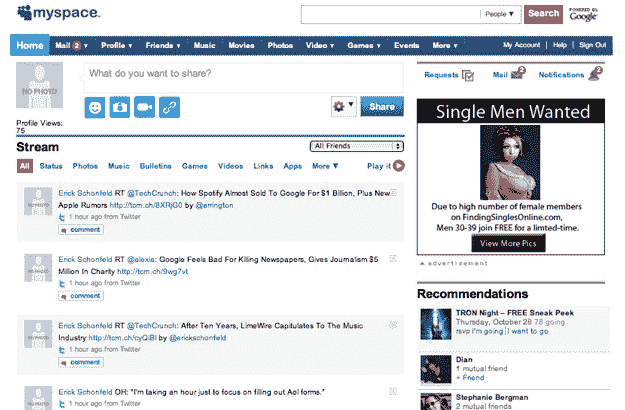 myspace.
People ▼
Search
POWERED BY Google
Home Mail 2 ▼ Profile ▼ Friends ▼ Music Movies Photos Video ▼ Games ▼ Events More ▼ My Account | Help | Sign Out
NO PHOTO
What do you want to share?
Share
Profile Views:
75
Requests Mail 2 Notifications 2
Stream
All Friends
All Status Photos Music Bulletins Games Videos Links Apps More ▼ Play it
Erick Schonfeld RT @TechCrunch: How Spotify Almost Sold To Google For $1 Billion, Plus New
Apple Rumors http://tcrn.ch/8XRjG0 by @arrington
1 hour ago from Twitter
comment
Erick Schonfeld RT @alexia: Google Feels Bad For Killing Newspapers, Gives Journalism $5
Millon In Charity http://tcrn.ch/9wg7vt
1 hour ago from Twitter
comment
Erick Schonfeld RT @TechCrunch: After Ten Years, LimeWire Capitulates To The Music
Industry http://tcrn.ch/cyQIBI by @erickschonfeld
1 hour ago from Twitter
comment
Erick Schonfeld OH: "I'm taking an hour just to focus on filling out Aol forms."
1 hour ago from Twitter
Single Men Wanted
Due to high number of female members
on FindingSinglesOnline.com,
Men 30-39 join FREE for a limited-time.
View More Pics
▲ advertizement
Recommendations
TRON Night – FREE Sneak Peek
Thursday, October 28 78 going
rsvp I'm going | I want to go
Dian
1 mutual friend
+ Friend
Stephanie Bergman
2 mutual friends